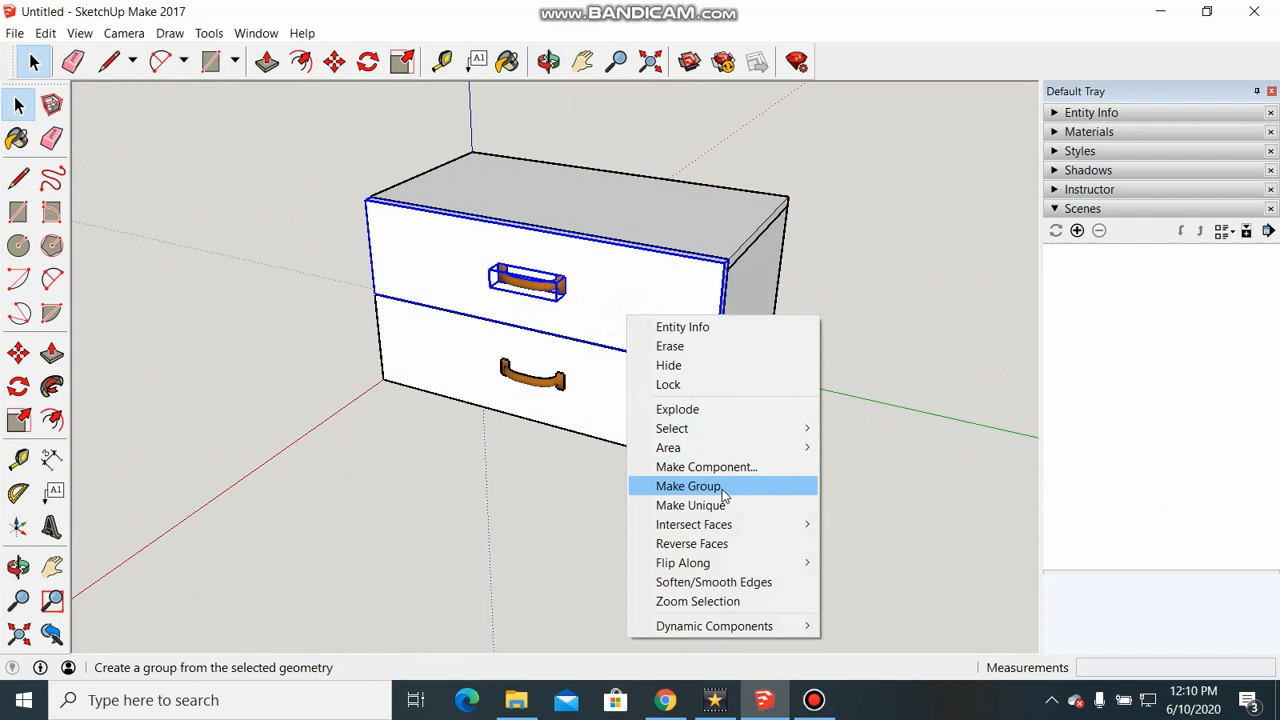 Untitled - SketchUp Make 2017
www.BANDICAM.com
File Edit View Camera Draw Tools Window Help
A1
Default Tray
Entity Info
Materials
Styles
Shadows
Instructor
Scenes
A1
Entity Info
Erase
Hide
Lock
Explode
Select
Area
Make Component...
Make Group
Make Unique
Intersect Faces
Reverse Faces
Flip Along
Soften/Smooth Edges
Zoom Selection
Dynamic Components
Create a group from the selected geometry
Measurements
Type here to search
12:10 PM
6/10/2020
3